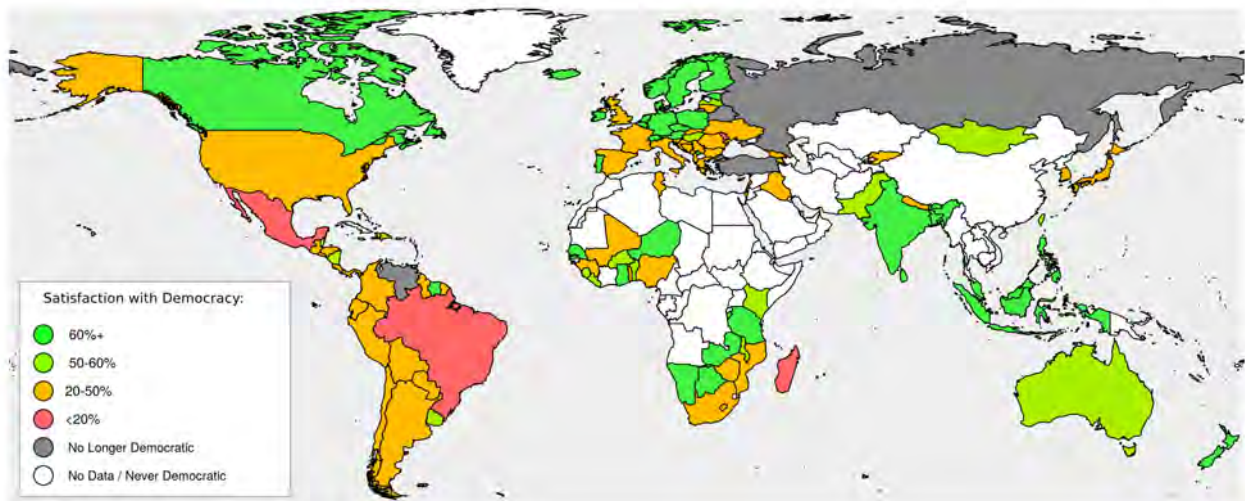 Satisfaction with Democracy:
60%+
50-60%
20-50%
<20%
No Longer Democratic
No Data / Never Democratic